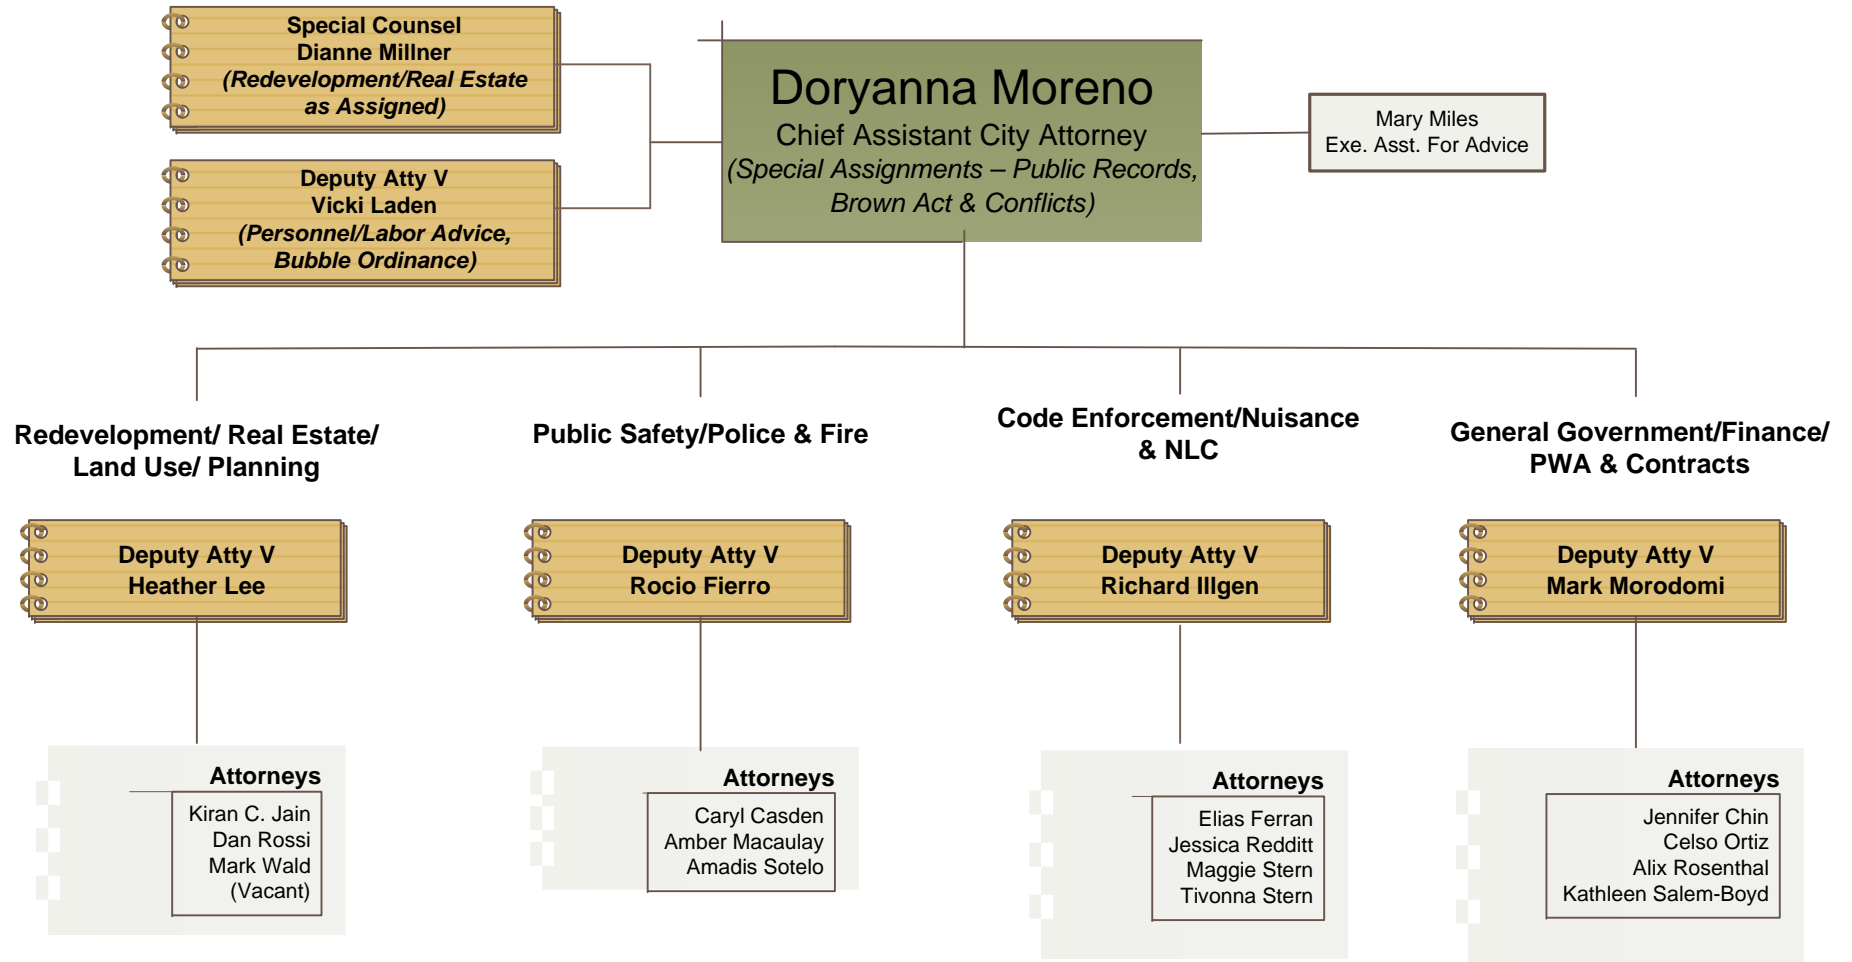 Special Counsel
Dianne Millner
(Redevelopment/Real Estate
as Assigned)
Deputy Atty V
Vicki Laden
(Personnel/Labor Advice,
Bubble Ordinance)
Doryanna Moreno
Chief Assistant City Attorney
(Special Assignments – Public Records,
Brown Act & Conflicts)
Mary Miles
Exe. Asst. For Advice
Redevelopment/ Real Estate/
Land Use/ Planning
Deputy Atty V
Heather Lee
Attorneys
Kiran C. Jain
Dan Rossi
Mark Wald
(Vacant)
Public Safety/Police & Fire
Deputy Atty V
Rocio Fierro
Attorneys
Caryl Casden
Amber Macaulay
Amadis Sotelo
Code Enforcement/Nuisance
& NLC
Deputy Atty V
Richard Illgen
Attorneys
Elias Ferran
Jessica Redditt
Maggie Stern
Tivonna Stern
General Government/Finance/
PWA & Contracts
Deputy Atty V
Mark Morodomi
Attorneys
Jennifer Chin
Celso Ortiz
Alix Rosenthal
Kathleen Salem-Boyd